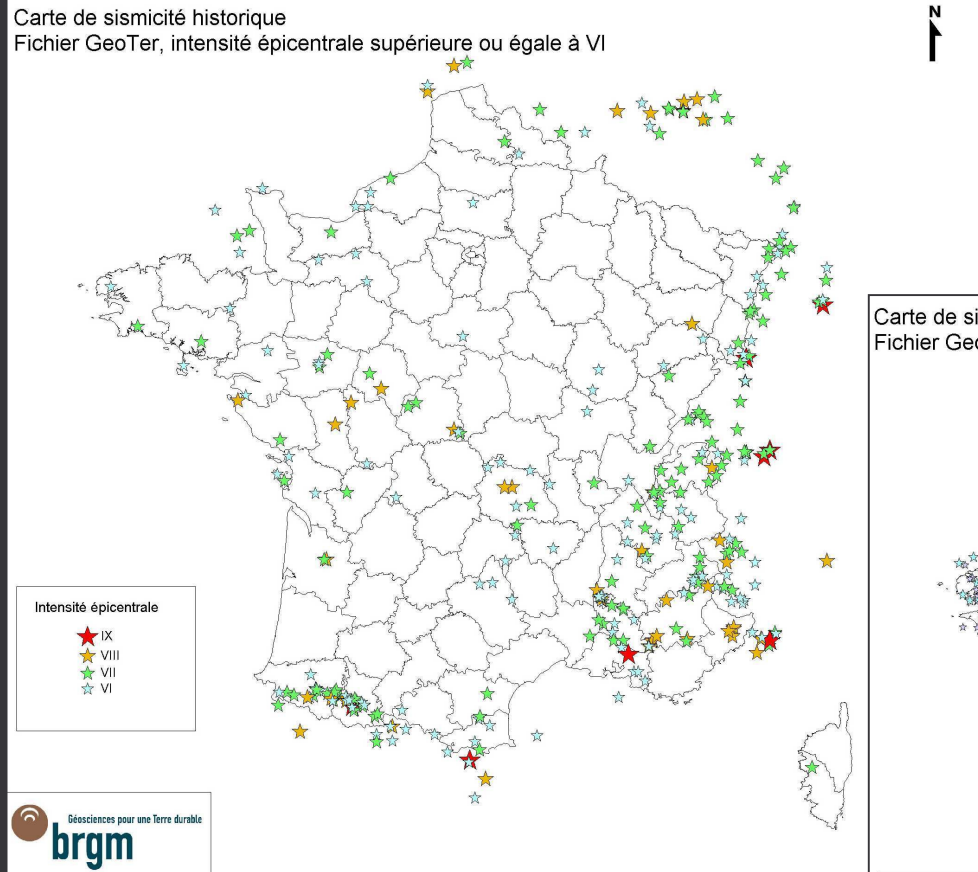 Carte de sismicité historique
Fichier GeoTer, intensité épicentrale supérieure ou égale à VI
N
Carte de si
Fichier Geo
Intensité épicentrale
IX
VIII
VII
VI
Géosciences pour une Terre durable
brgm